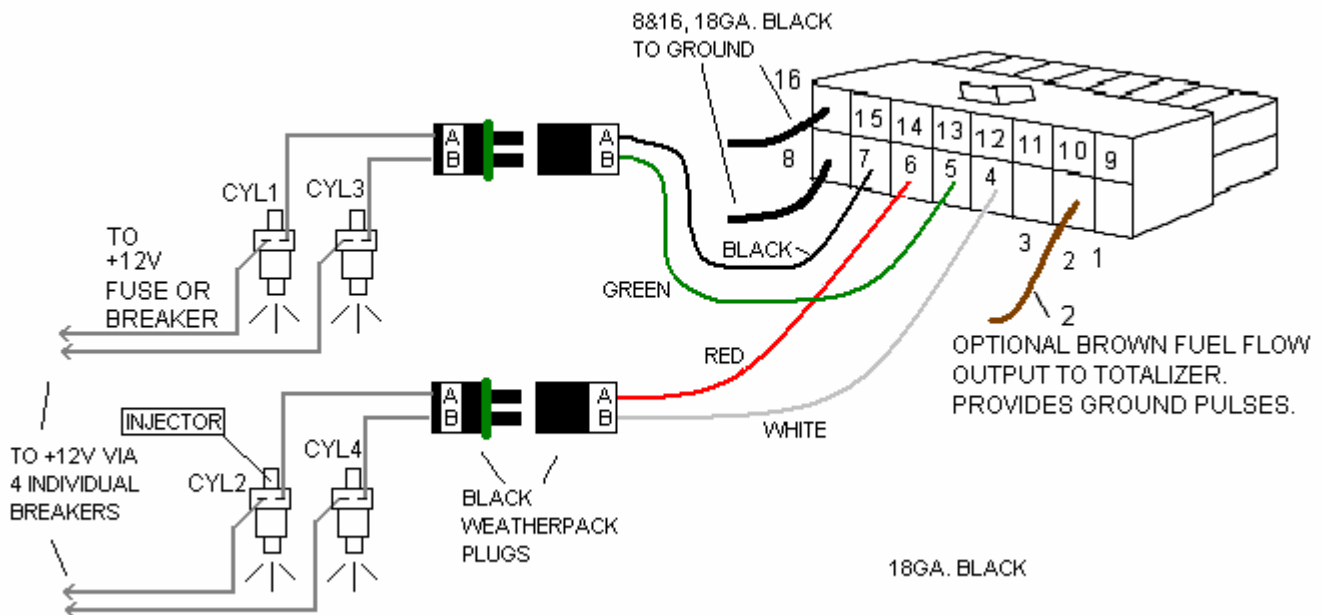 8&16, 18GA. BLACK
TO GROUND
16
15 14 13 12 11 10 9
8 7 6 5 4 3 2 1
A
B
A
B
CYL1
CYL3
TO
+12V
FUSE OR
BREAKER
BLACK
GREEN
2
OPTIONAL BROWN FUEL FLOW
OUTPUT TO TOTALIZER.
PROVIDES GROUND PULSES.
RED
A
B
A
B
WHITE
INJECTOR
CYL2
CYL4
TO +12V VIA
4 INDIVIDUAL
BREAKERS
BLACK
WEATHERPACK
PLUGS
18GA. BLACK